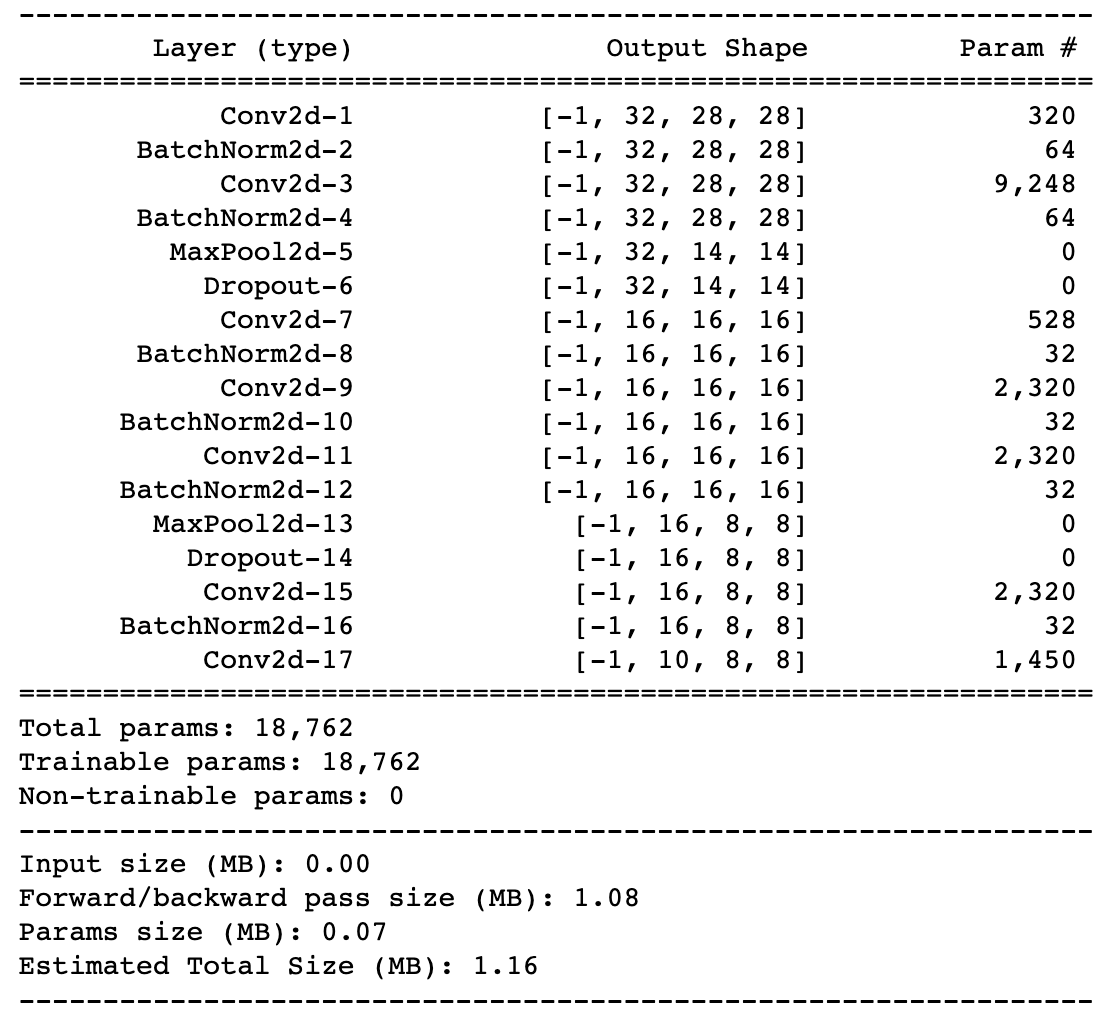 ----------------------------------------------------------------
        Layer (type)               Output Shape         Param #
================================================================
            Conv2d-1           [-1, 32, 28, 28]             320
       BatchNorm2d-2           [-1, 32, 28, 28]              64
            Conv2d-3           [-1, 32, 28, 28]           9,248
       BatchNorm2d-4           [-1, 32, 28, 28]              64
         MaxPool2d-5           [-1, 32, 14, 14]               0
           Dropout-6           [-1, 32, 14, 14]               0
            Conv2d-7           [-1, 16, 16, 16]             528
       BatchNorm2d-8           [-1, 16, 16, 16]              32
            Conv2d-9           [-1, 16, 16, 16]           2,320
      BatchNorm2d-10           [-1, 16, 16, 16]              32
           Conv2d-11           [-1, 16, 16, 16]           2,320
      BatchNorm2d-12           [-1, 16, 16, 16]              32
        MaxPool2d-13             [-1, 16, 8, 8]               0
          Dropout-14             [-1, 16, 8, 8]               0
           Conv2d-15             [-1, 16, 8, 8]           2,320
      BatchNorm2d-16             [-1, 16, 8, 8]              32
           Conv2d-17             [-1, 10, 8, 8]           1,450
================================================================
Total params: 18,762
Trainable params: 18,762
Non-trainable params: 0
----------------------------------------------------------------
Input size (MB): 0.00
Forward/backward pass size (MB): 1.08
Params size (MB): 0.07
Estimated Total Size (MB): 1.16
----------------------------------------------------------------